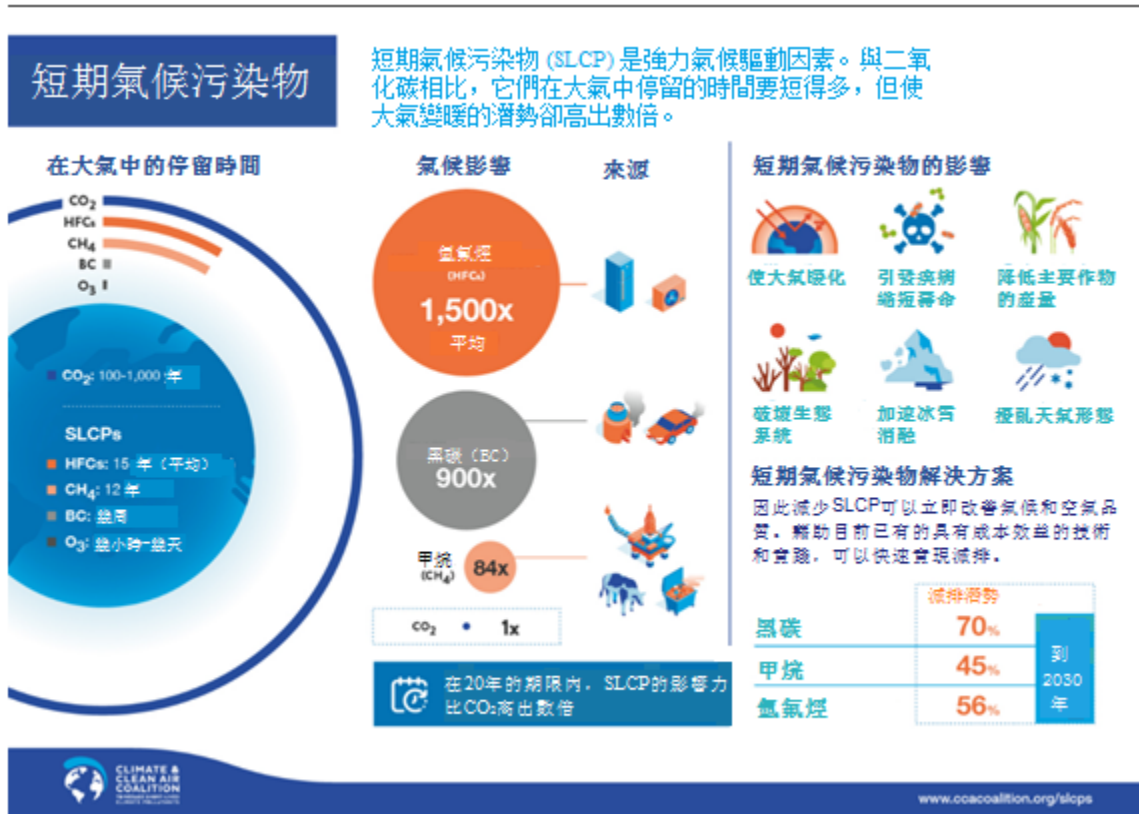 短期氣候污染物
短期氣候污染物 (SLCP) 是強力氣候驅動因素。與二氧
化碳相比，它們在大氣中停留的時間要短得多，但使
大氣變暖的潛勢卻高出數倍。
在大氣中的停留時間
CO₂
HFCs
CH₄
BC
O₃
CO₂: 100-1,000 年
SLCPs
HFCs: 15 年（平均）
CH₄: 12 年
BC: 幾周
O₃: 幾小時-幾天
氣候影響
來源
氫氟烴
(HFCs)
1,500x
平均
黑碳（BC）
900x
甲烷
(CH₄)
84x
CO₂ • 1x
在20年的期限内，SLCP的影響力
比CO₂高出數倍
短期氣候污染物的影響
使大氣暖化
引發疾病
縮短壽命
降低主要作物
的產量
破壞生態
系統
加速冰雪
消融
擾亂天氣形態
短期氣候污染物解決方案
因此減少SLCP可以立即改善氣候和空氣品
質。藉助目前已有的具有成本效益的技術
和實踐，可以快速實現減排。
減排潛勢
黑碳 70%
甲烷 45%
氫氟烴 56%
到
2030
年
CLIMATE &
CLEAN AIR
COALITION
www.ccacoalition.org/slcps